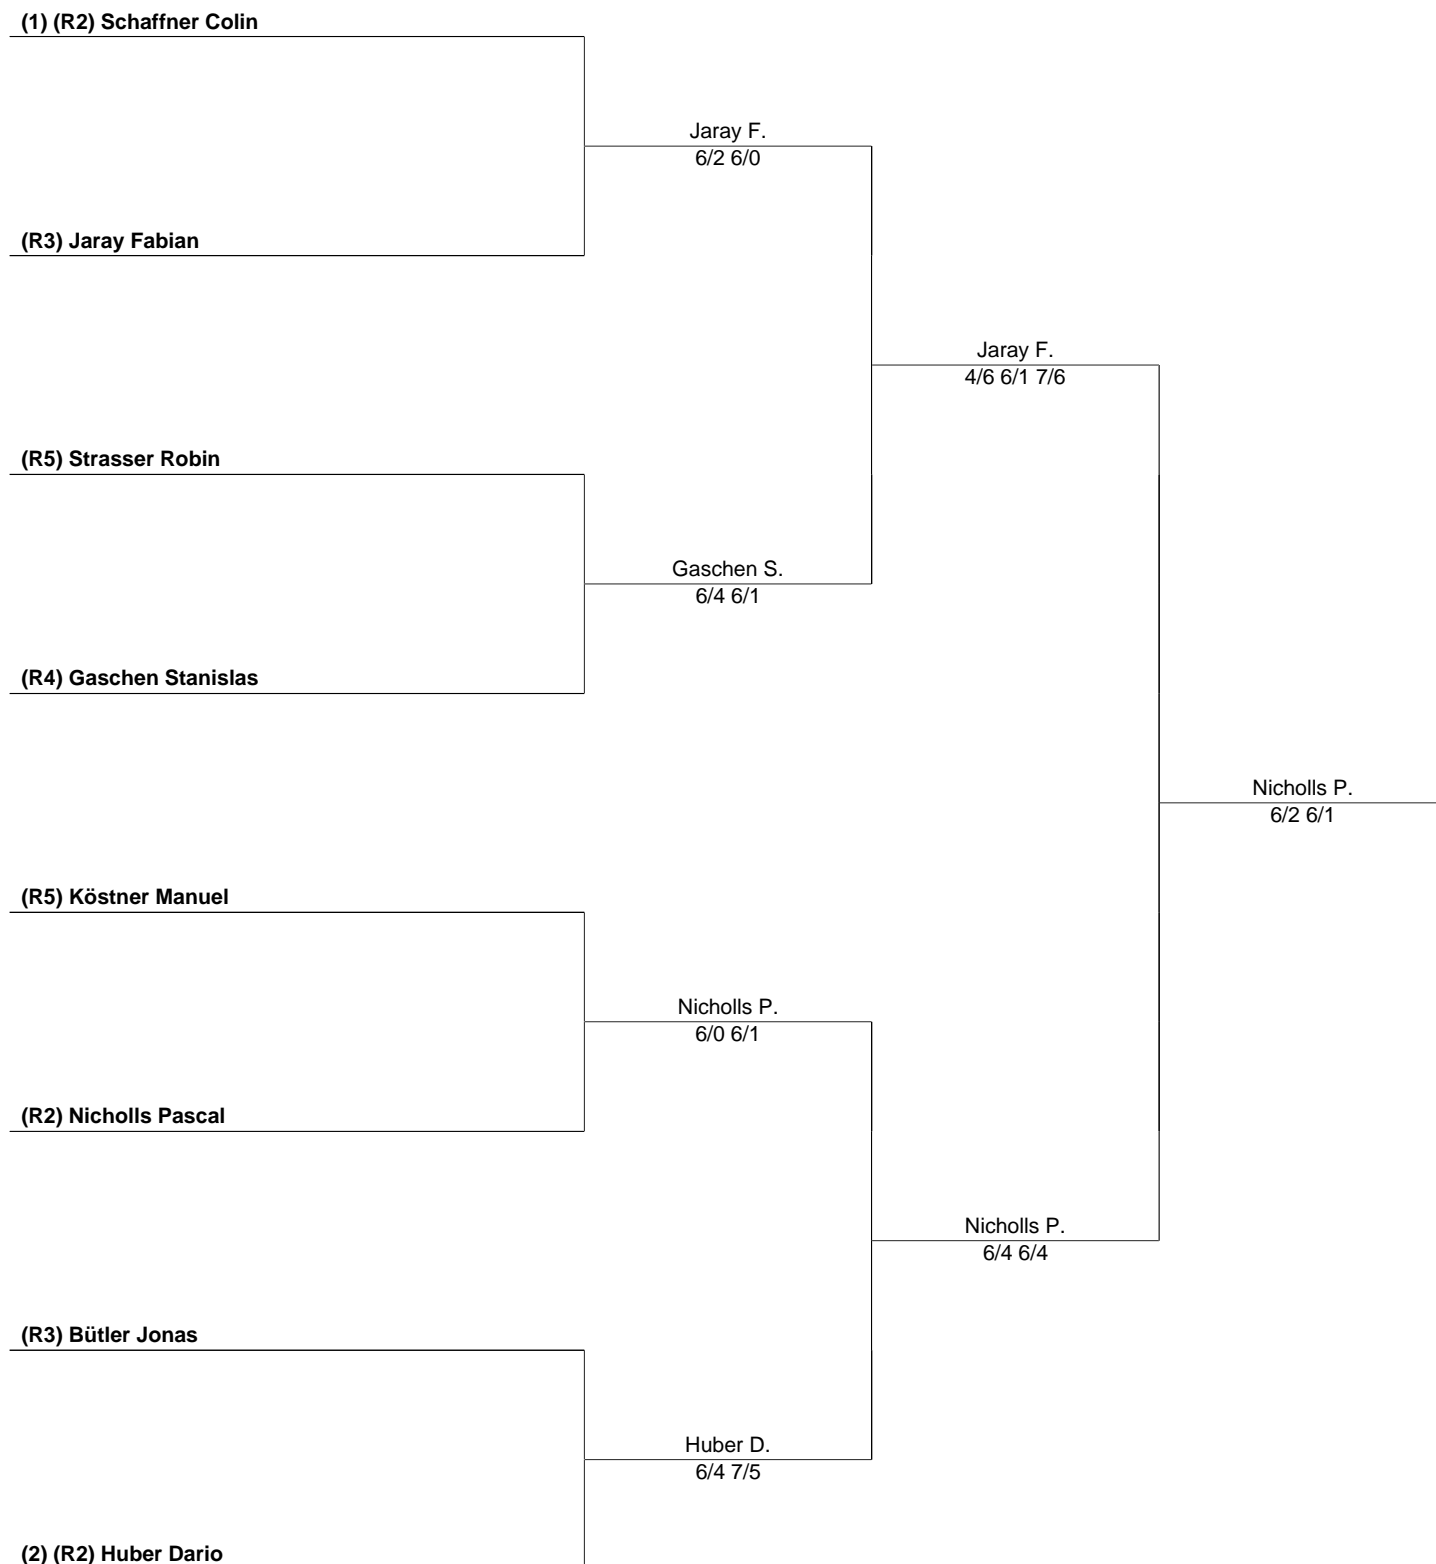 (1) (R2) Schaffner Colin
Jaray F.
6/2 6/0
(R3) Jaray Fabian
Jaray F.
4/6 6/1 7/6
(R5) Strasser Robin
Gaschen S.
6/4 6/1
(R4) Gaschen Stanislas
Nicholls P.
6/2 6/1
(R5) Köstner Manuel
Nicholls P.
6/0 6/1
(R2) Nicholls Pascal
Nicholls P.
6/4 6/4
(R3) Bütler Jonas
Huber D.
6/4 7/5
(2) (R2) Huber Dario